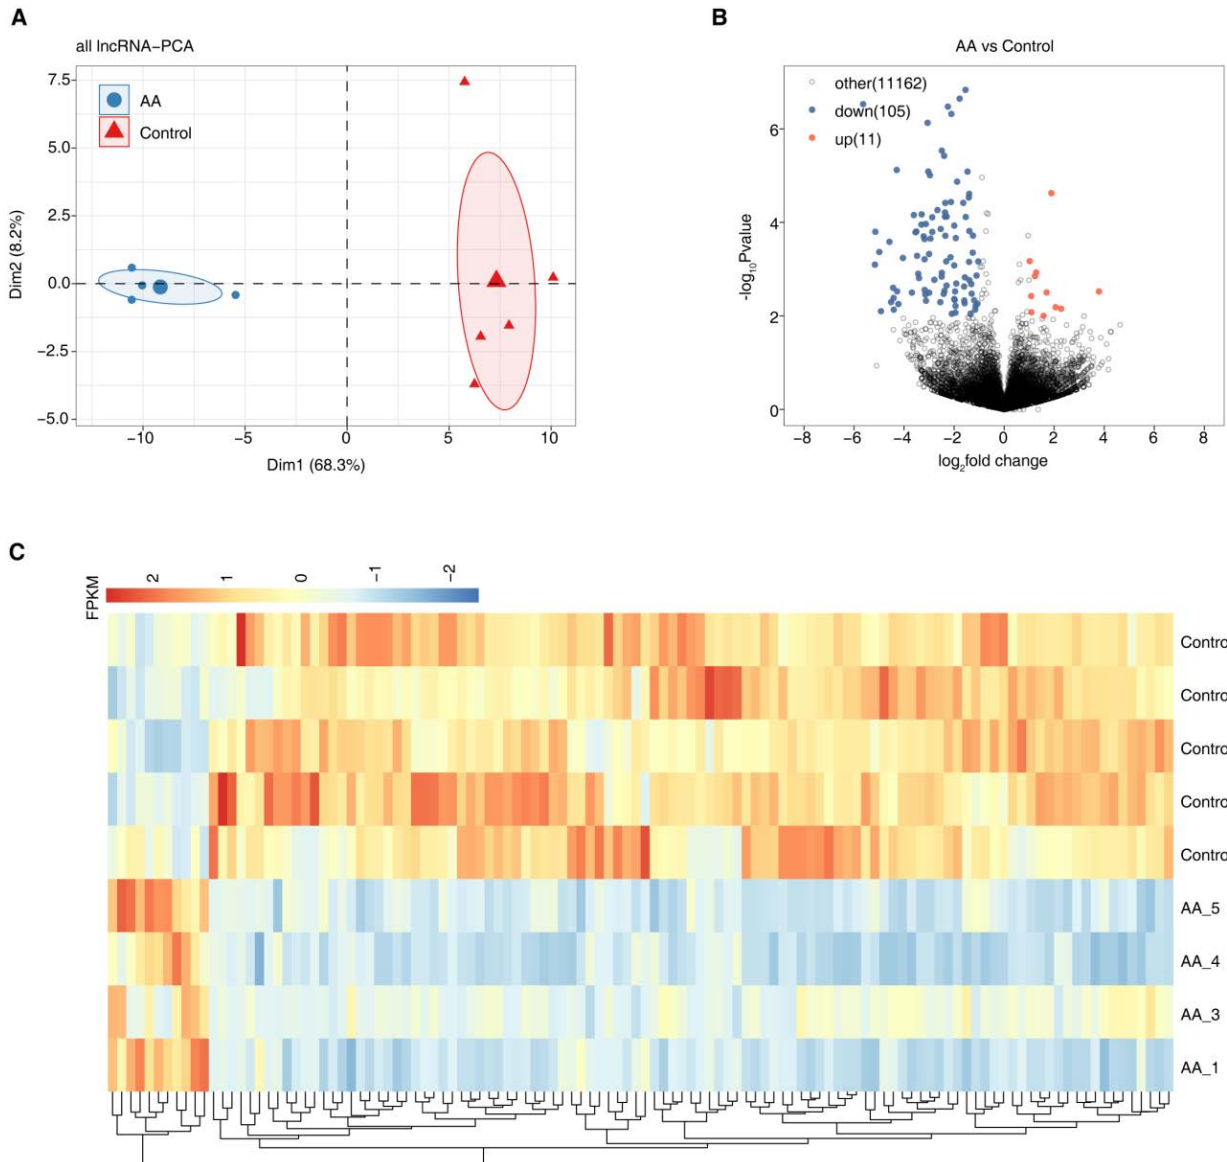 A
all lncRNA−PCA
7.5
5.0
2.5
0.0
−2.5
−5.0
Dim2 (8.2%)
AA
Control
−10
−5
0
5
10
Dim1 (68.3%)
B
AA vs Control
other(11162)
down(105)
up(11)
6
4
2
0
-log10Pvalue
−8
−6
−4
−2
0
2
4
6
8
log2fold change
C
FPKM
2
1
0
−1
−2
Contro
Contro
Contro
Contro
Contro
AA_5
AA_4
AA_3
AA_1